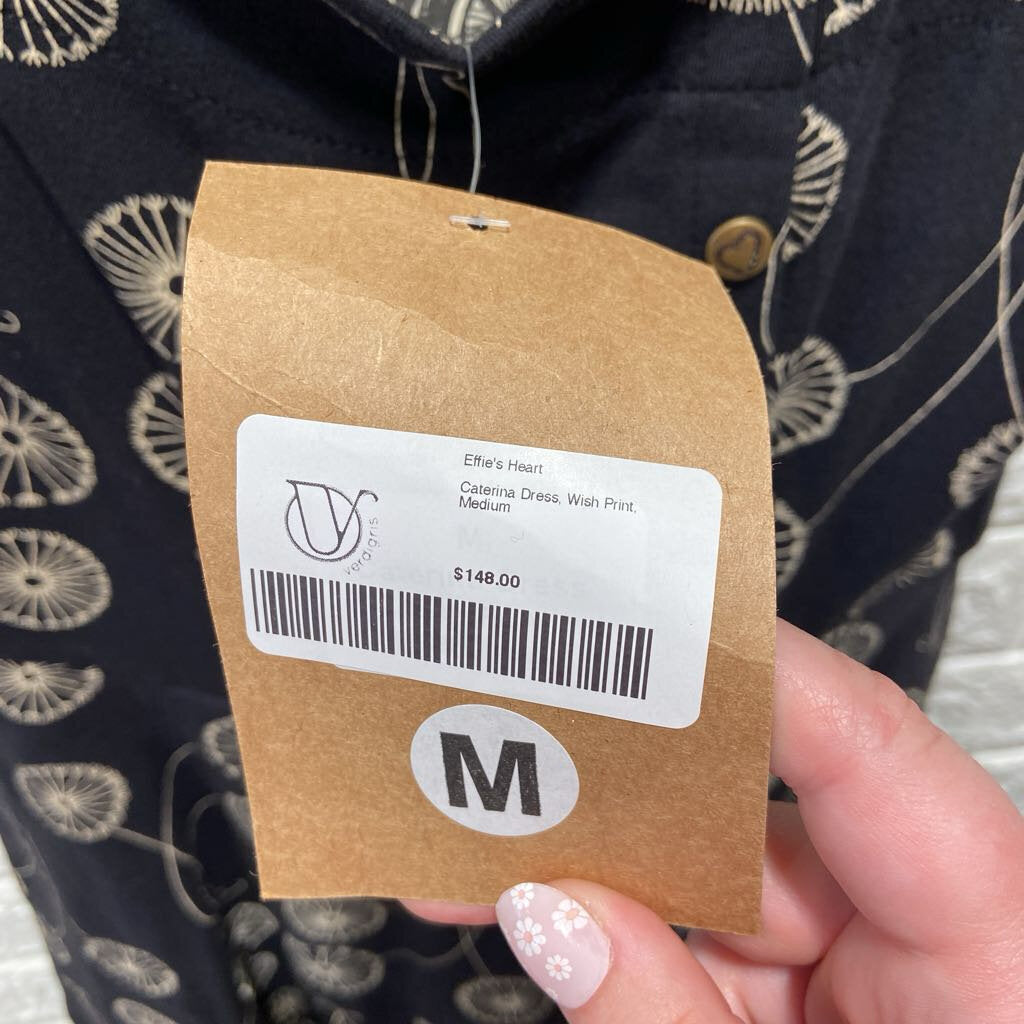 Effie's Heart
Caterina Dress, Wish Print,
Medium
verdigris
$148.00
M